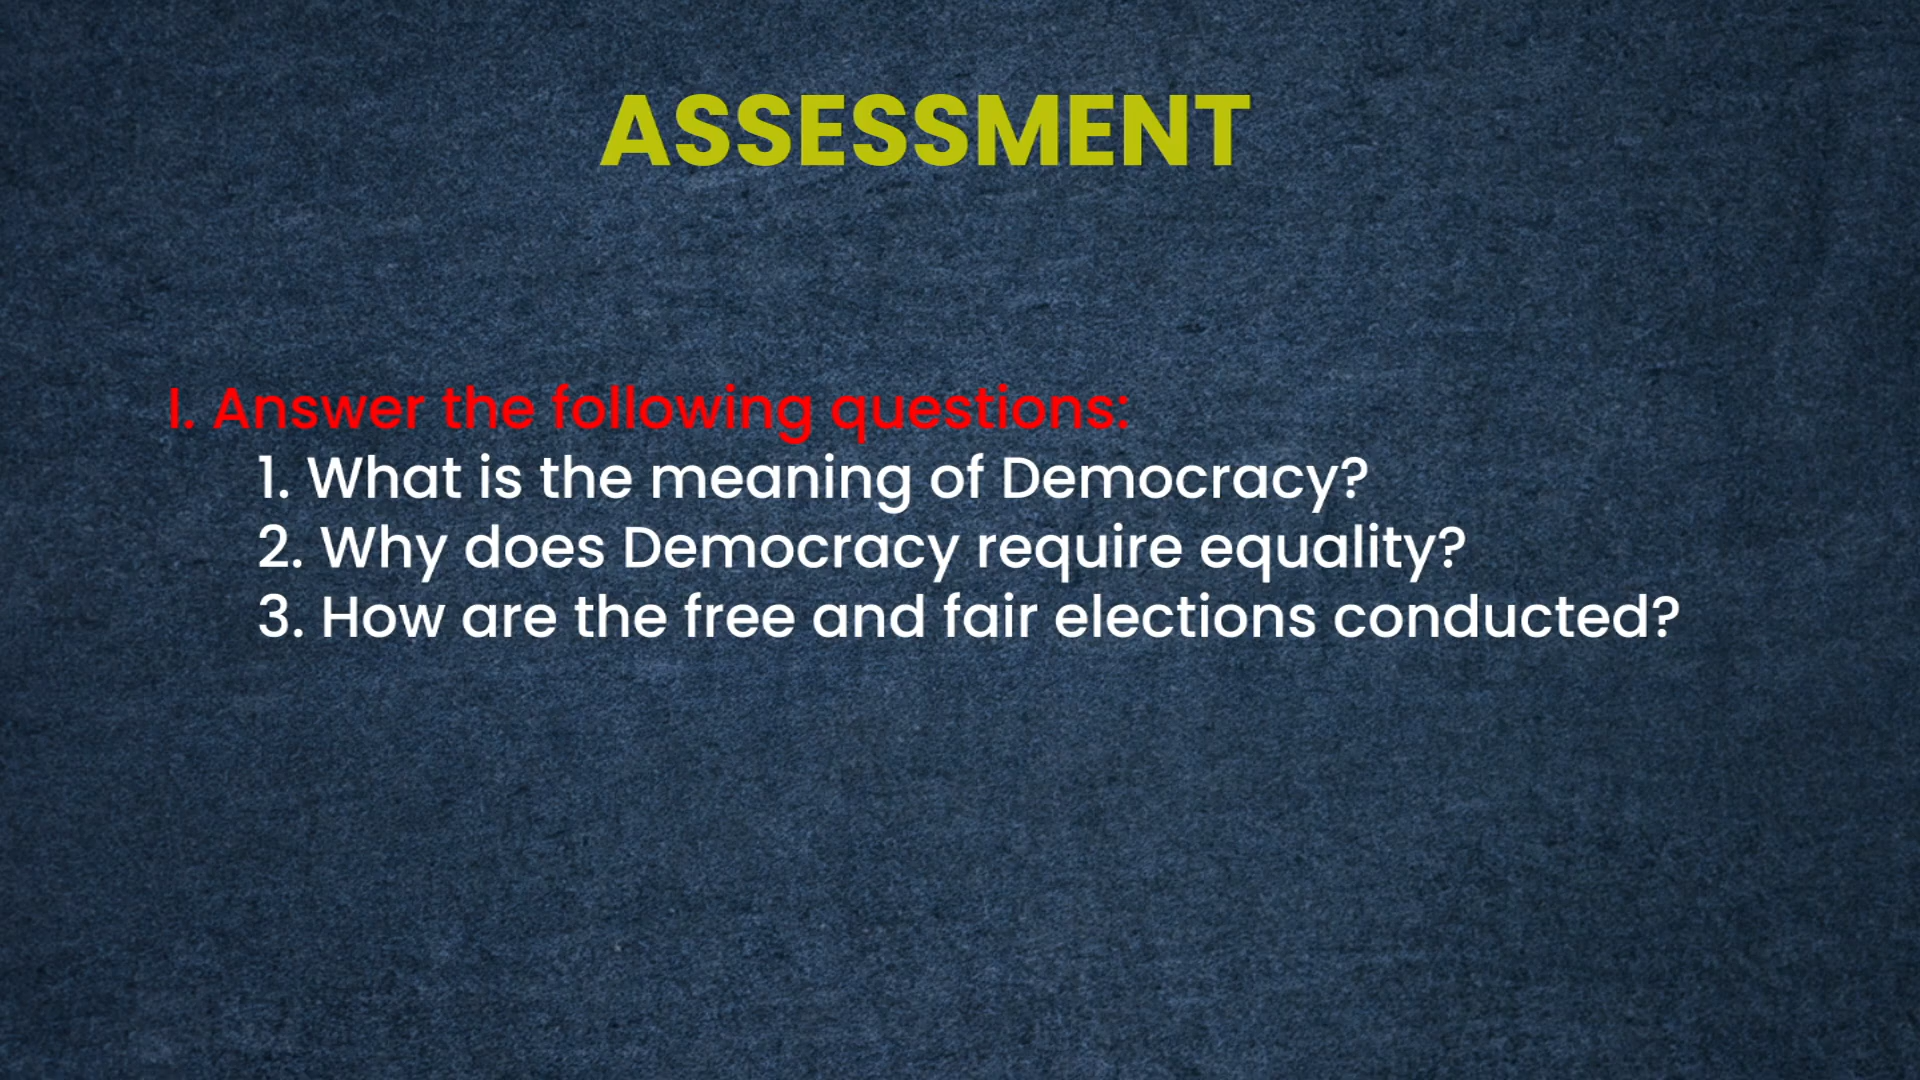 ASSESSMENT
I. Answer the following questions:
1. What is the meaning of Democracy?
2. Why does Democracy require equality?
3. How are the free and fair elections conducted?